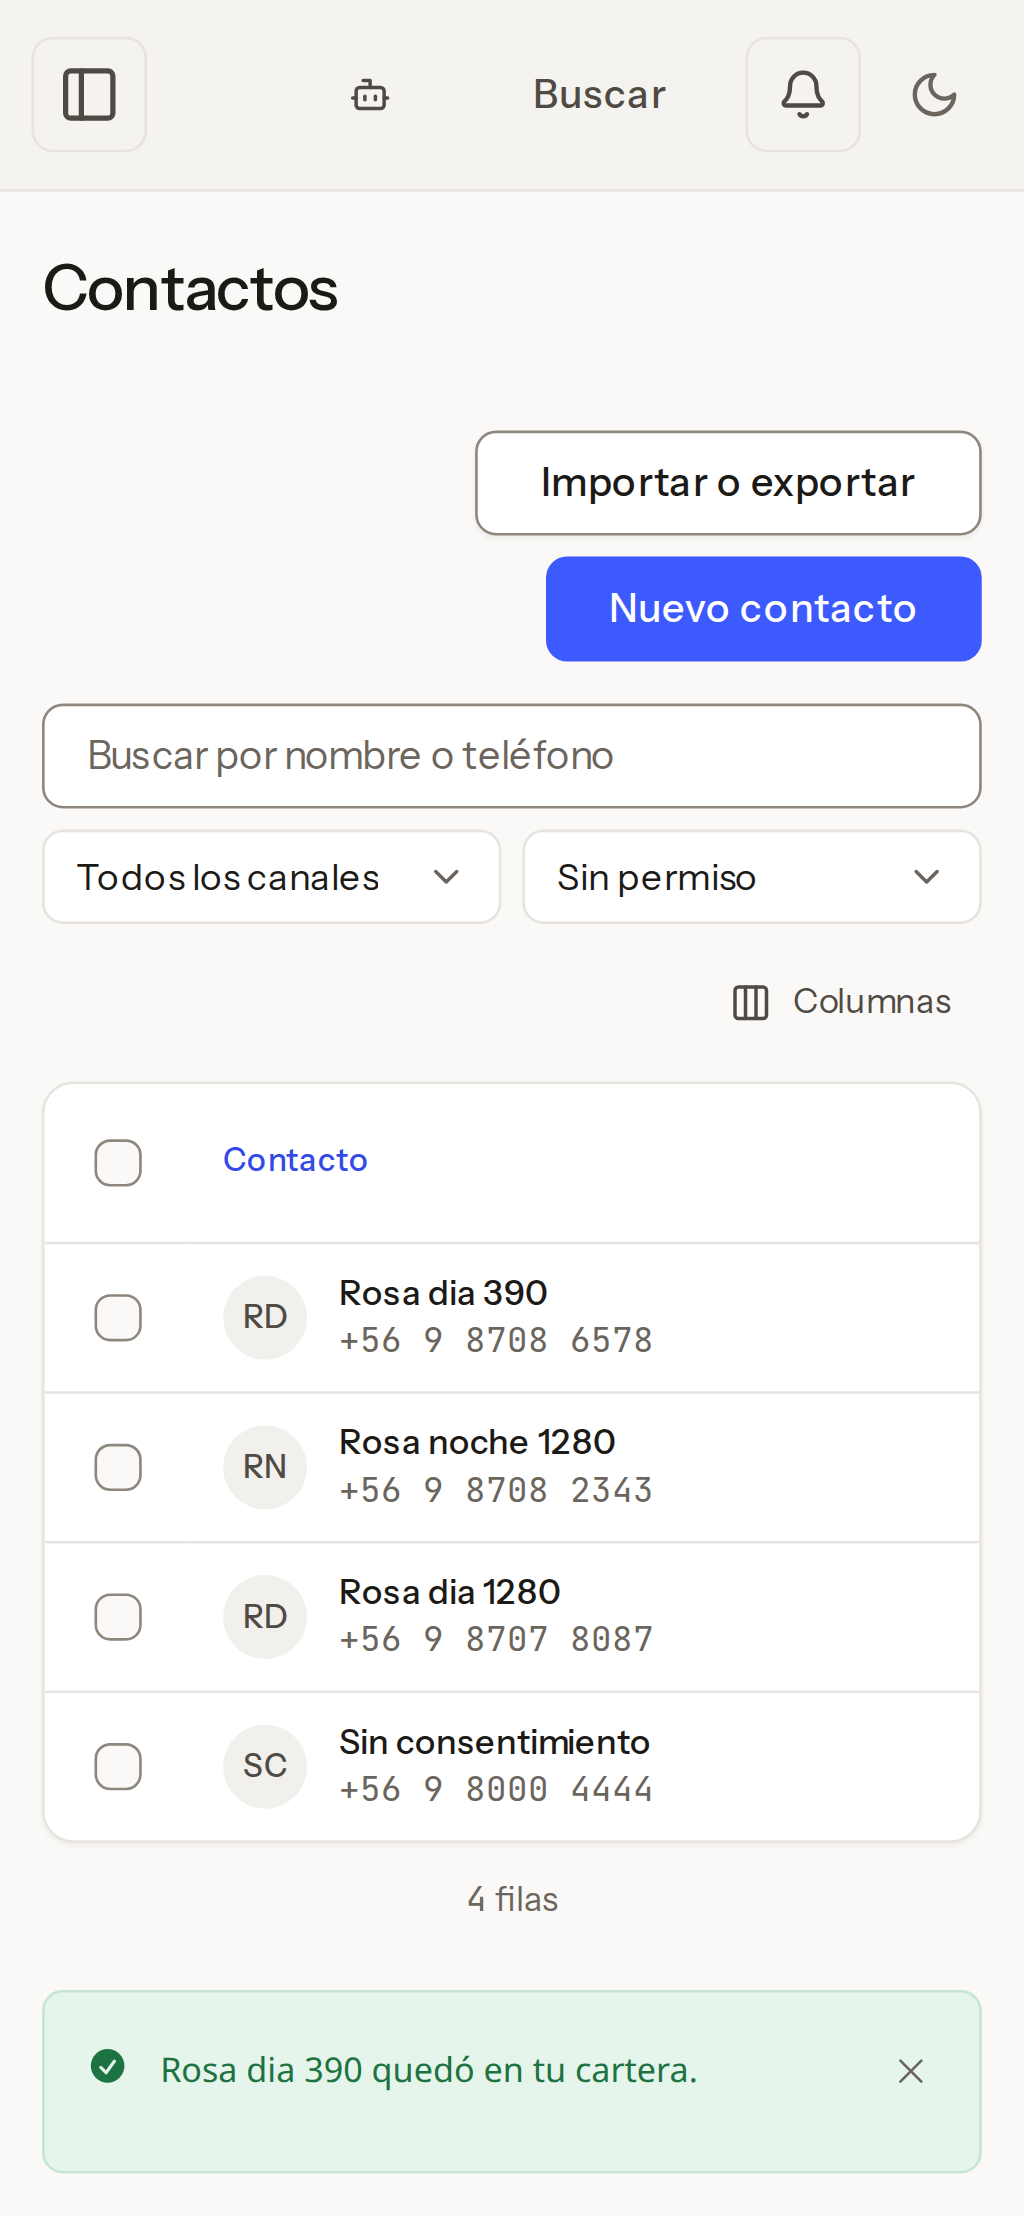 Buscar
Contactos
Importar o exportar
Nuevo contacto
Buscar por nombre o teléfono
Todos los canales
Sin permiso
Columnas
Contacto
RD
Rosa dia 390
+56 9 8708 6578
RN
Rosa noche 1280
+56 9 8708 2343
RD
Rosa dia 1280
+56 9 8707 8087
SC
Sin consentimiento
+56 9 8000 4444
4 filas
Rosa dia 390 quedó en tu cartera.